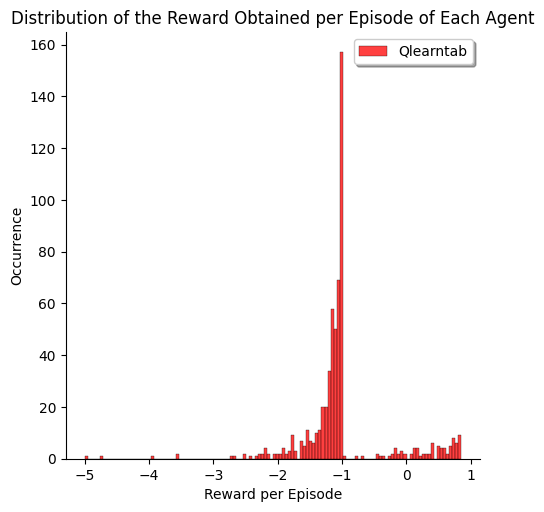 Distribution of the Reward Obtained per Episode of Each Agent
Qlearntab
160
140
120
100
80
60
40
20
0
Occurrence
−5 −4 −3 −2 −1 0 1
Reward per Episode